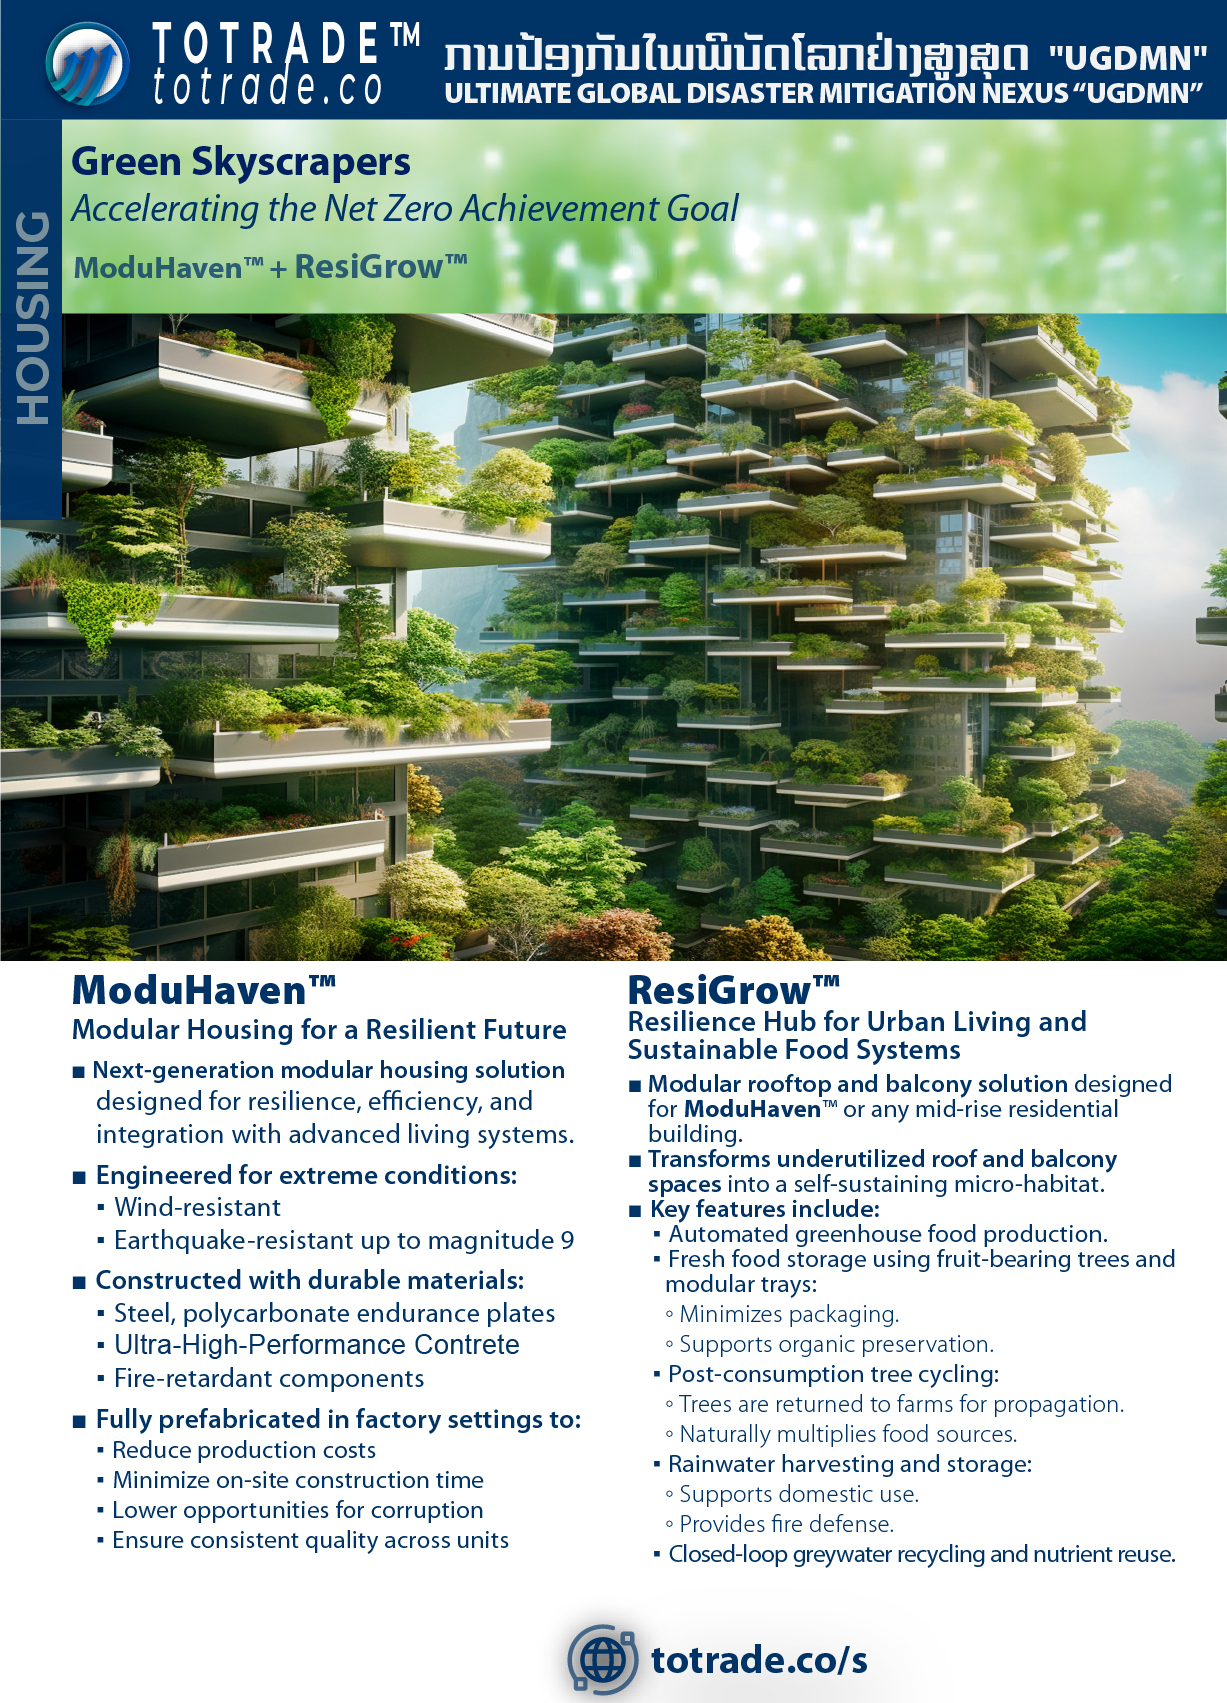 TOTRADE™
totrade.co
ການປ້ອງກັນໄພພິບັດໂລກຢ່າງສູງສຸດ "UGDMN"
ULTIMATE GLOBAL DISASTER MITIGATION NEXUS “UGDMN”
HOUSING
Green Skyscrapers
Accelerating the Net Zero Achievement Goal
ModuHaven™ + ResiGrow™
ModuHaven™
Modular Housing for a Resilient Future
■ Next-generation modular housing solution
designed for resilience, efficiency, and
integration with advanced living systems.
■ Engineered for extreme conditions:
▪ Wind-resistant
▪ Earthquake-resistant up to magnitude 9
■ Constructed with durable materials:
▪ Steel, polycarbonate endurance plates
▪ Ultra-High-Performance Contrete
▪ Fire-retardant components
■ Fully prefabricated in factory settings to:
▪ Reduce production costs
▪ Minimize on-site construction time
▪ Lower opportunities for corruption
▪ Ensure consistent quality across units
ResiGrow™
Resilience Hub for Urban Living and
Sustainable Food Systems
■ Modular rooftop and balcony solution designed
for ModuHaven™ or any mid-rise residential
building.
■ Transforms underutilized roof and balcony
spaces into a self-sustaining micro-habitat.
■ Key features include:
▪ Automated greenhouse food production.
▪ Fresh food storage using fruit-bearing trees and
modular trays:
◦ Minimizes packaging.
◦ Supports organic preservation.
▪ Post-consumption tree cycling:
◦ Trees are returned to farms for propagation.
◦ Naturally multiplies food sources.
▪ Rainwater harvesting and storage:
◦ Supports domestic use.
◦ Provides fire defense.
▪ Closed-loop greywater recycling and nutrient reuse.
totrade.co/s